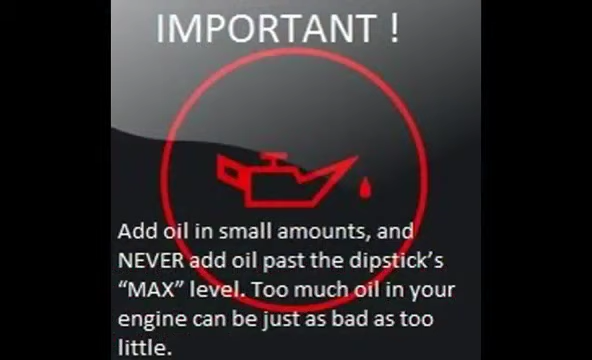 IMPORTANT !
Add oil in small amounts, and
NEVER add oil past the dipstick's
“MAX” level. Too much oil in your
engine can be just as bad as too
little.